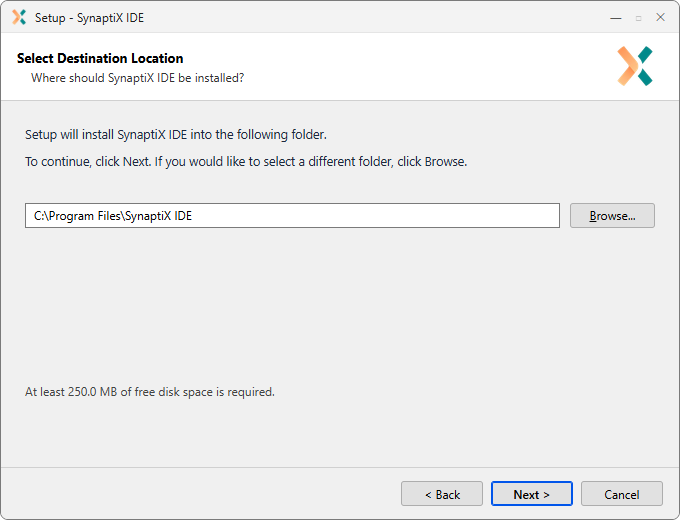 Setup - SynaptiX IDE
Select Destination Location
Where should SynaptiX IDE be installed?
Setup will install SynaptiX IDE into the following folder.
To continue, click Next. If you would like to select a different folder, click Browse.
C:\Program Files\SynaptiX IDE
Browse...
At least 250.0 MB of free disk space is required.
< Back
Next >
Cancel